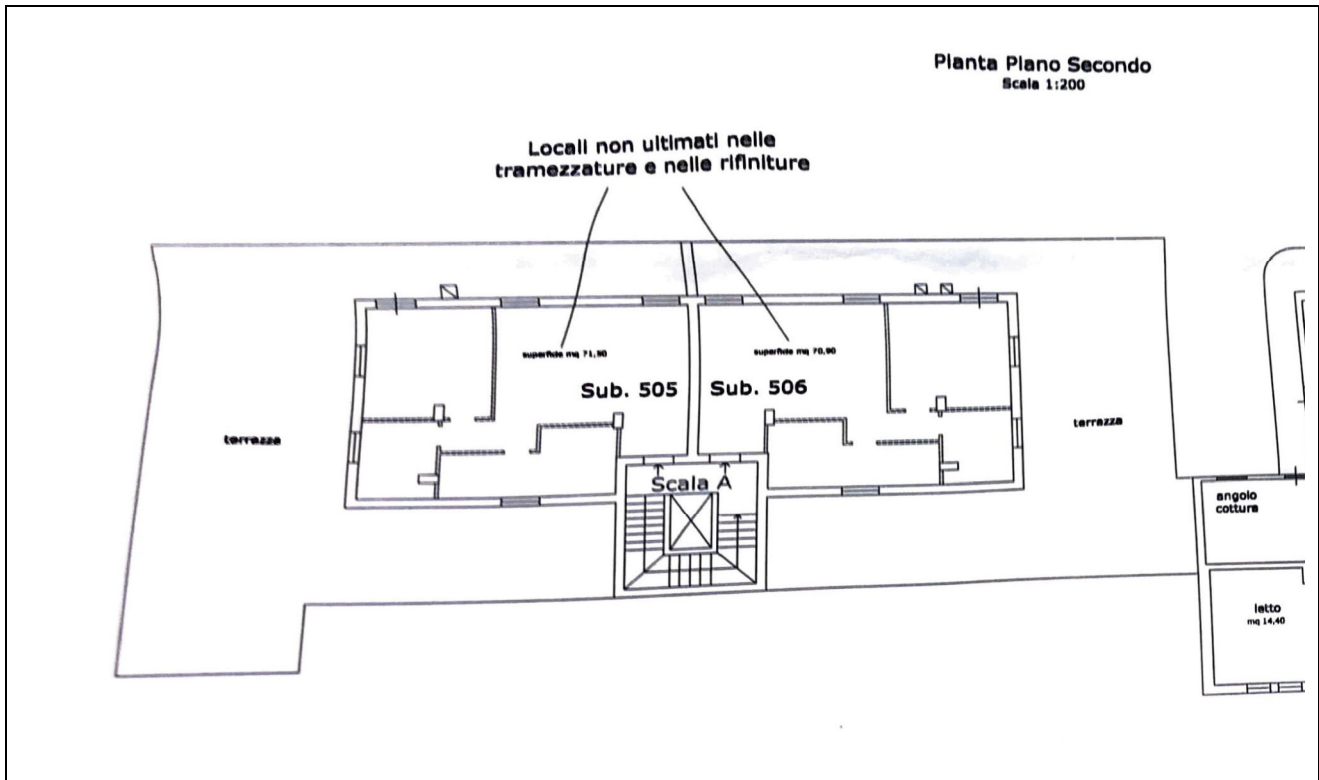 Pianta Piano Secondo
Scala 1:200
Locali non ultimati nelle
tramezzature e nelle rifiniture
superficie mq 71,50
superficie mq 70,90
Sub. 505
Sub. 506
terrazza
terrazza
Scala A
angolo
cottura
letto
mq 14,40